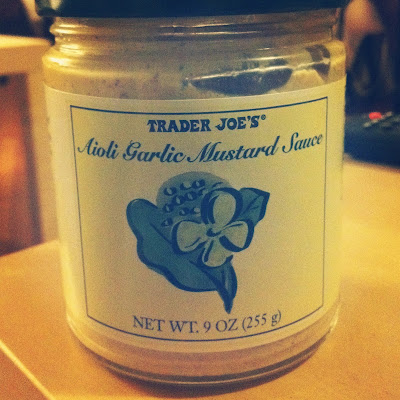 TRADER JOE'S®
Aioli Garlic Mustard Sauce
NET WT. 9 OZ (255 g)